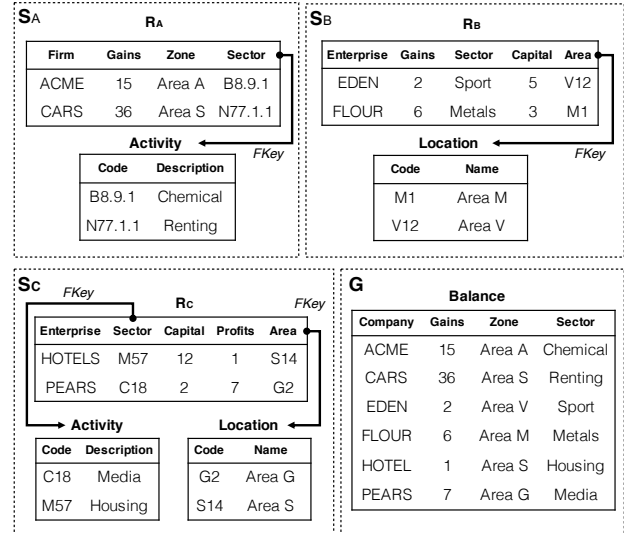 SA
RA
Firm Gains Zone Sector
ACME 15 Area A B8.9.1
CARS 36 Area S N77.1.1
Activity
FKey
Code Description
B8.9.1 Chemical
N77.1.1 Renting
SB
RB
Enterprise Gains Sector Capital Area
EDEN 2 Sport 5 V12
FLOUR 6 Metals 3 M1
Location
FKey
Code Name
M1 Area M
V12 Area V
SC
FKey
RC
FKey
Enterprise Sector Capital Profits Area
HOTELS M57 12 1 S14
PEARS C18 2 7 G2
Activity
Code Description
C18 Media
M57 Housing
Location
Code Name
G2 Area G
S14 Area S
G
Balance
Company Gains Zone Sector
ACME 15 Area A Chemical
CARS 36 Area S Renting
EDEN 2 Area V Sport
FLOUR 6 Area M Metals
HOTEL 1 Area S Housing
PEARS 7 Area G Media